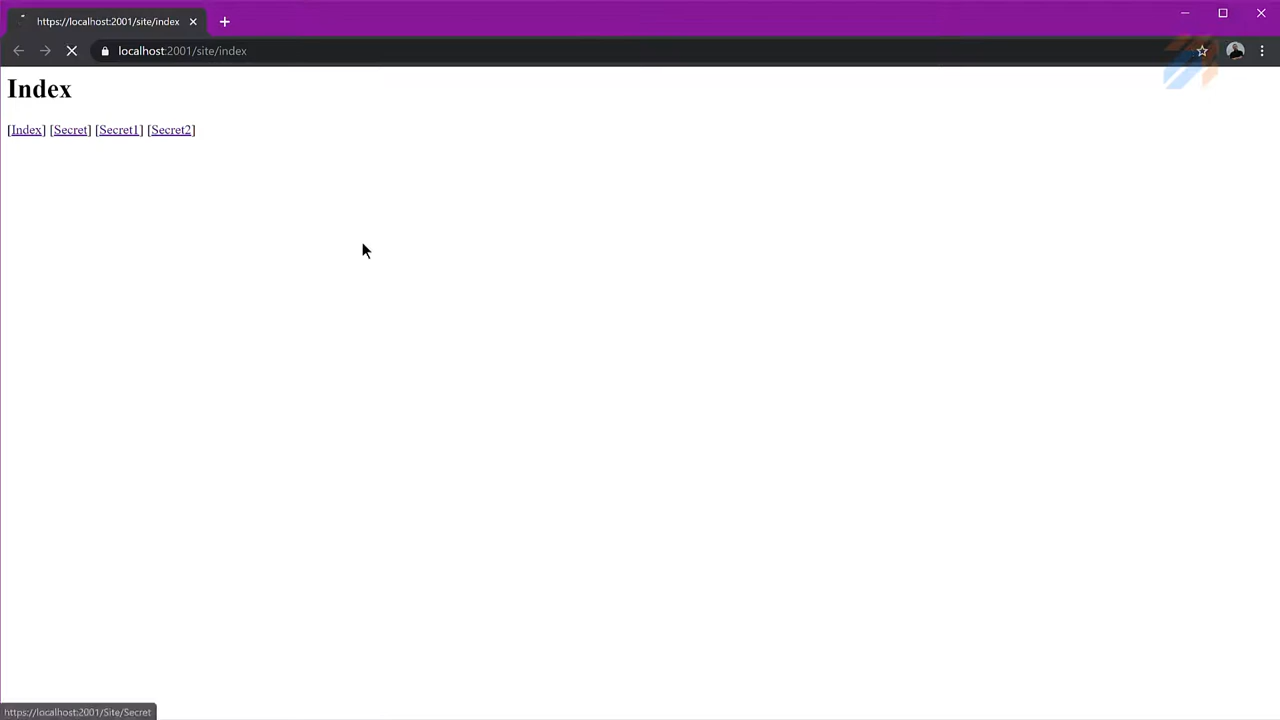 https://localhost:2001/site/index
localhost:2001/site/index
Index
[Index] [Secret] [Secret1] [Secret2]
https://localhost:2001/Site/Secret